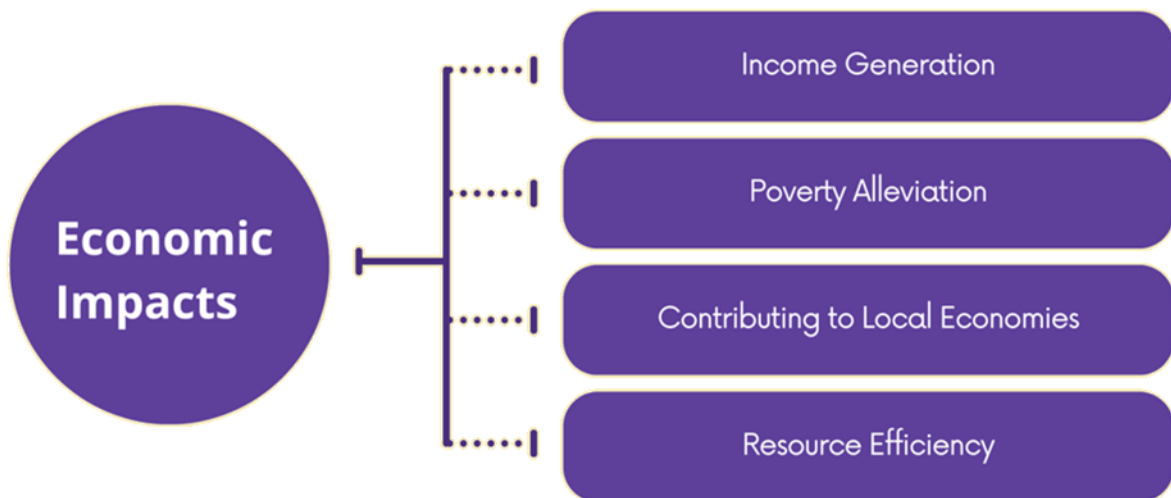 Economic
Impacts
Income Generation
Poverty Alleviation
Contributing to Local Economies
Resource Efficiency